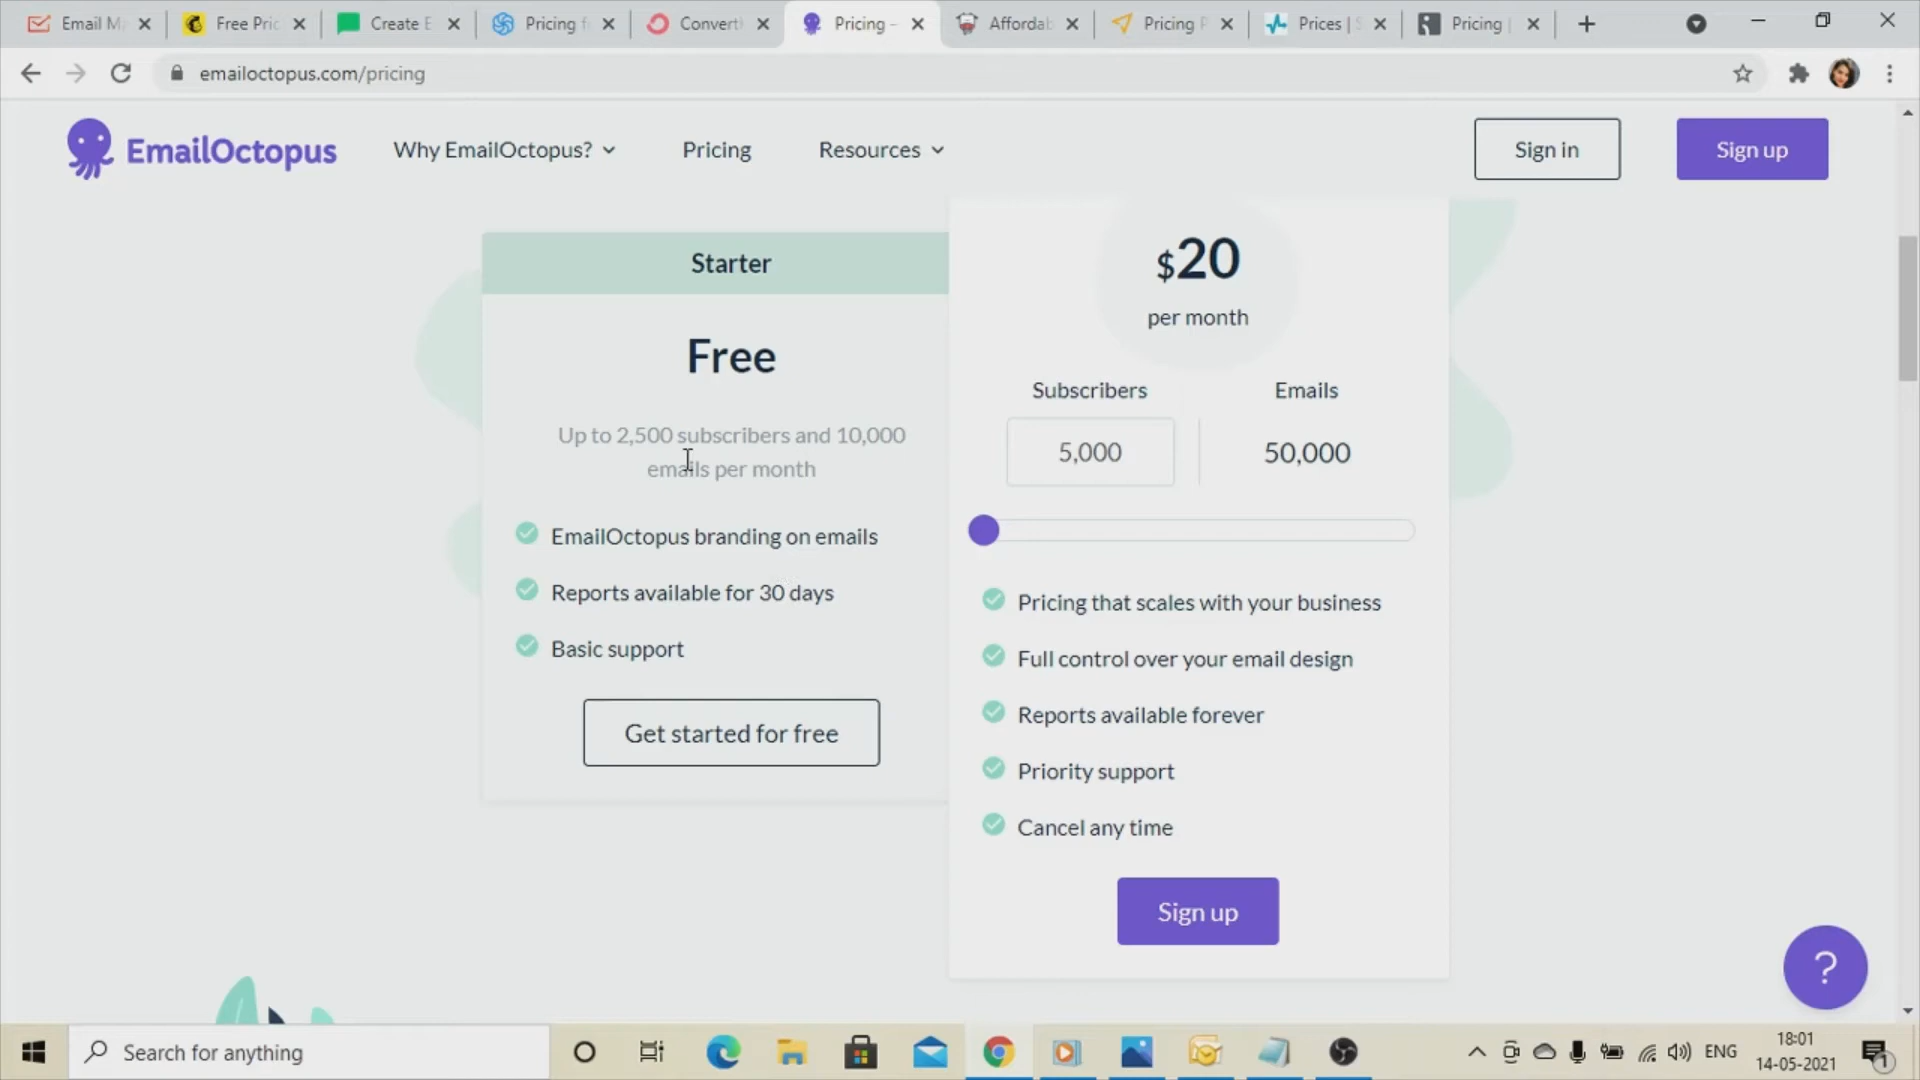 Email M
Free Pric
Create E
Pricing f
Convert
Pricing -
Affordab
Pricing P
Prices | S
Pricing |
emailoctopus.com/pricing
EmailOctopus
Why EmailOctopus?
Pricing
Resources
Sign in
Sign up
Starter
Free
Up to 2,500 subscribers and 10,000
emails per month
EmailOctopus branding on emails
Reports available for 30 days
Basic support
Get started for free
$20
per month
Subscribers
Emails
5,000
50,000
Pricing that scales with your business
Full control over your email design
Reports available forever
Priority support
Cancel any time
Sign up
?
Search for anything
ENG
18:01
14-05-2021
1